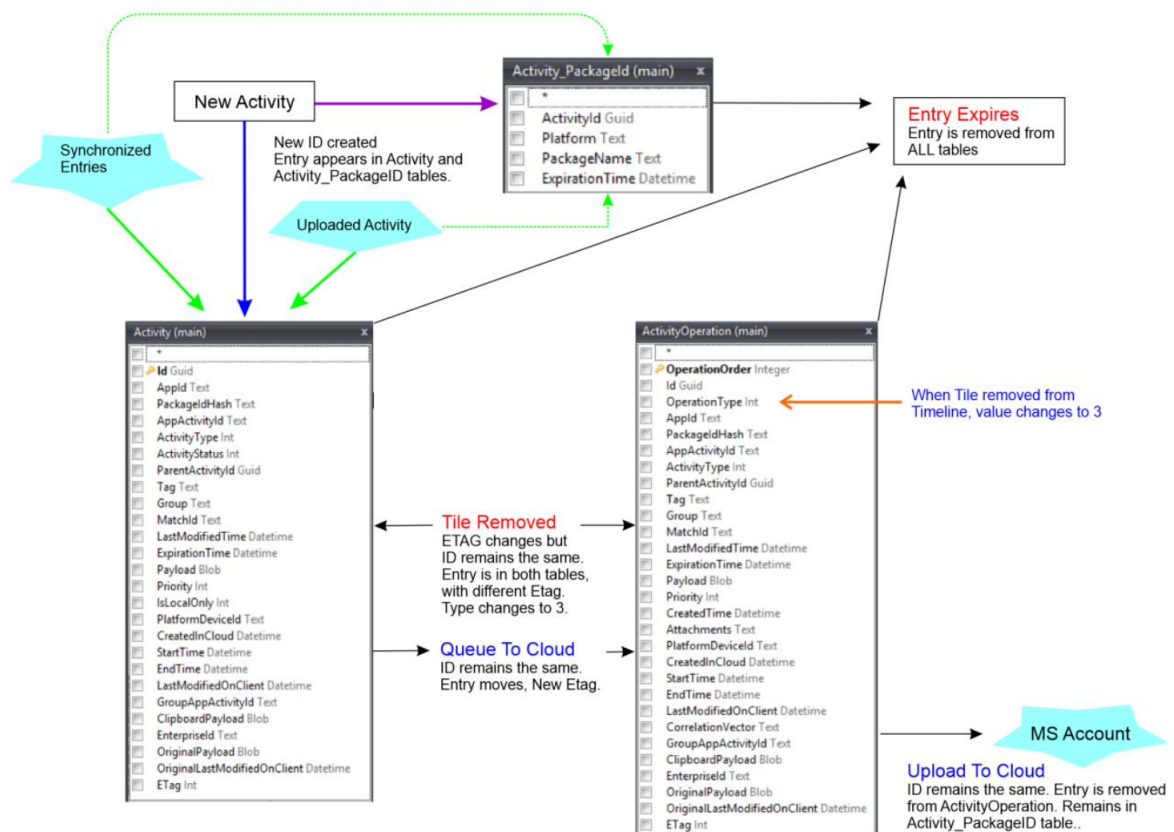 Activity_PackageId (main) x
*
ActivityId Guid
Platform Text
PackageName Text
ExpirationTime Datetime
New Activity
New ID created
Entry appears in Activity and
Activity_PackageID tables.
Synchronized
Entries
Uploaded Activity
Entry Expires
Entry is removed from
ALL tables
Activity (main) x
*
Id Guid
AppId Text
PackageIdHash Text
AppActivityId Text
ActivityType Int
ActivityStatus Int
ParentActivityId Guid
Tag Text
Group Text
MatchId Text
LastModifiedTime Datetime
ExpirationTime Datetime
Payload Blob
Priority Int
IsLocalOnly Int
PlatformDeviceId Text
CreatedInCloud Datetime
StartTime Datetime
EndTime Datetime
LastModifiedOnClient Datetime
GroupAppActivityId Text
ClipboardPayload Blob
EnterpriseId Text
OriginalPayload Blob
OriginalLastModifiedOnClient Datetime
ETag Int
Tile Removed
ETAG changes but
ID remains the same.
Entry is in both tables,
with different Etag.
Type changes to 3.
Queue To Cloud
ID remains the same.
Entry moves, New Etag.
ActivityOperation (main) x
*
OperationOrder Integer
Id Guid
OperationType Int
AppId Text
PackageIdHash Text
AppActivityId Text
ActivityType Int
ParentActivityId Guid
Tag Text
Group Text
MatchId Text
LastModifiedTime Datetime
ExpirationTime Datetime
Payload Blob
Priority Int
CreatedTime Datetime
Attachments Text
PlatformDeviceId Text
CreatedInCloud Datetime
StartTime Datetime
EndTime Datetime
LastModifiedOnClient Datetime
CorrelationVector Text
GroupAppActivityId Text
ClipboardPayload Blob
EnterpriseId Text
OriginalPayload Blob
OriginalLastModifiedOnClient Datetime
ETag Int
When Tile removed from
Timeline, value changes to 3
MS Account
Upload To Cloud
ID remains the same. Entry is removed
from ActivityOperation. Remains in
Activity_PackageID table..